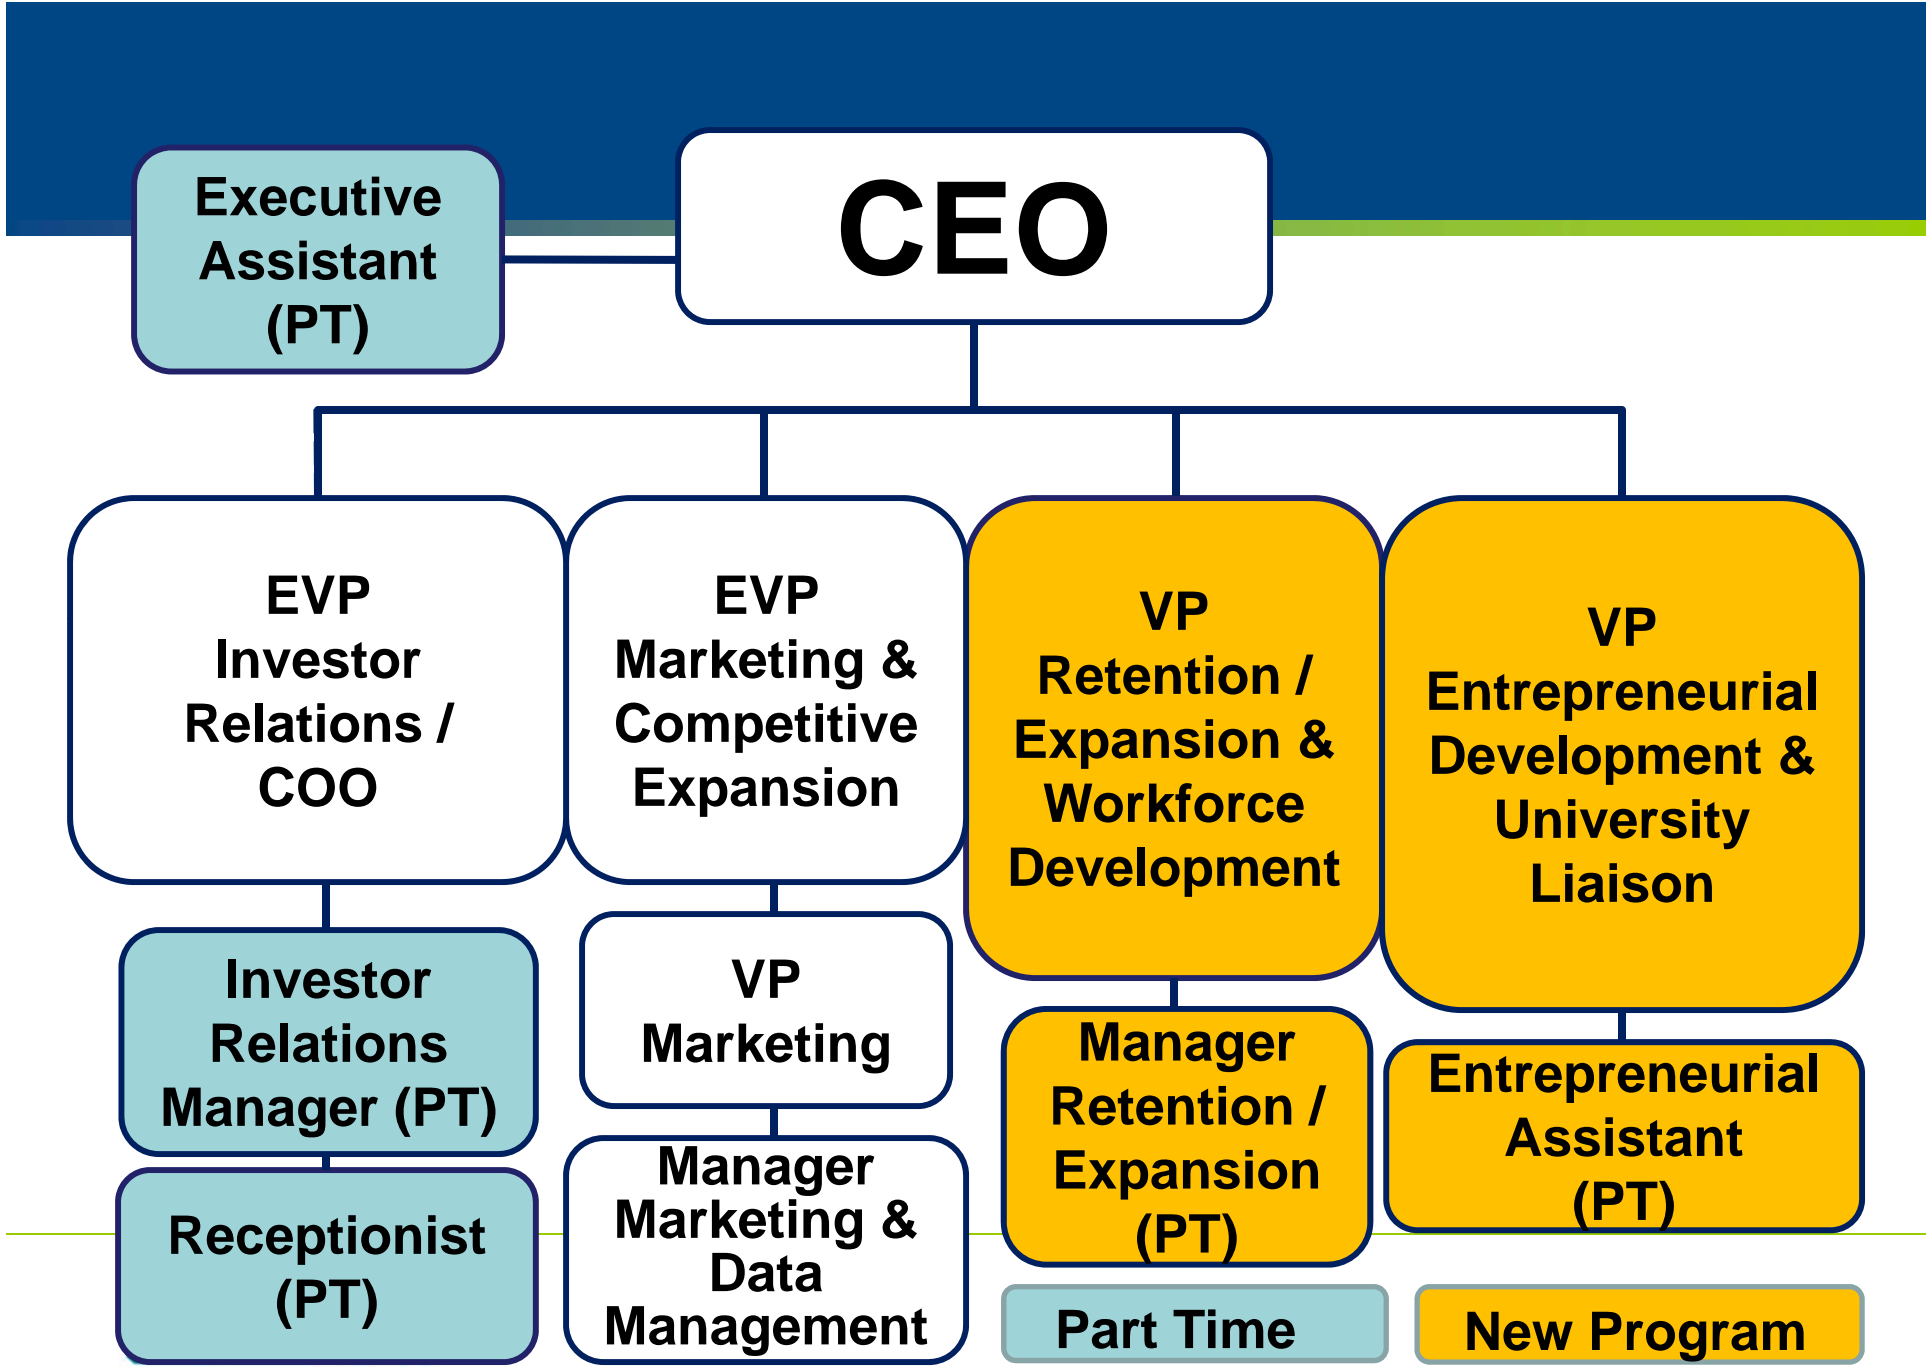 Executive
Assistant
(PT)
CEO
EVP
Investor
Relations /
COO
EVP
Marketing &
Competitive
Expansion
VP
Retention /
Expansion &
Workforce
Development
VP
Entrepreneurial
Development &
University
Liaison
Investor
Relations
Manager (PT)
VP
Marketing
Manager
Retention /
Expansion
(PT)
Entrepreneurial
Assistant
(PT)
Receptionist
(PT)
Manager
Marketing &
Data
Management
Part Time
New Program